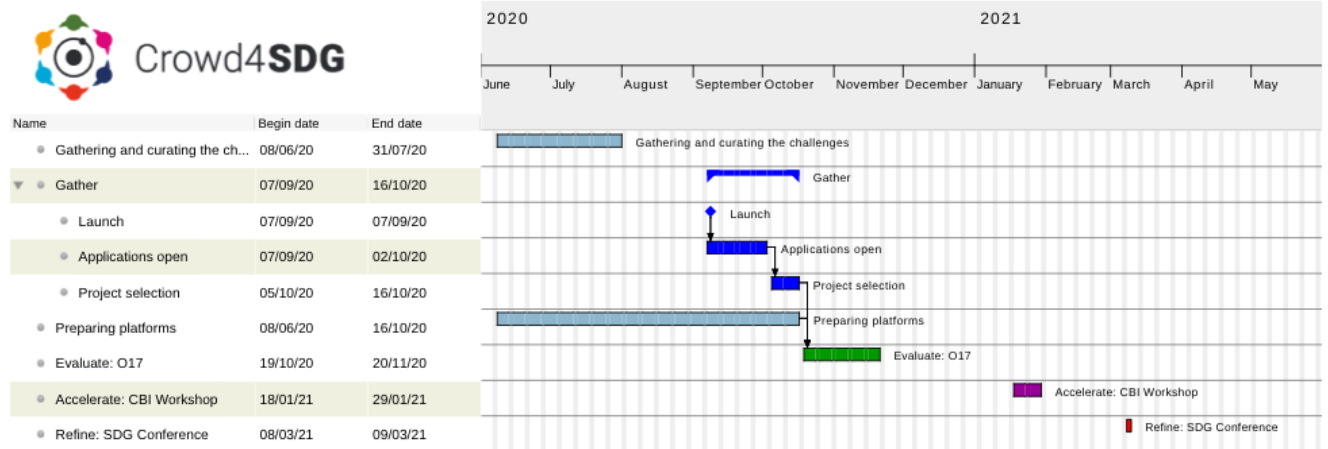 Crowd4SDG
2020 2021
June July August September October November December January February March April May
Name Begin date End date
Gathering and curating the ch... 08/06/20 31/07/20 Gathering and curating the challenges
Gather 07/09/20 16/10/20 Gather
Launch 07/09/20 07/09/20 Launch
Applications open 07/09/20 02/10/20 Applications open
Project selection 05/10/20 16/10/20 Project selection
Preparing platforms 08/06/20 16/10/20 Preparing platforms
Evaluate: O17 19/10/20 20/11/20 Evaluate: O17
Accelerate: CBI Workshop 18/01/21 29/01/21 Accelerate: CBI Workshop
Refine: SDG Conference 08/03/21 09/03/21 Refine: SDG Conference